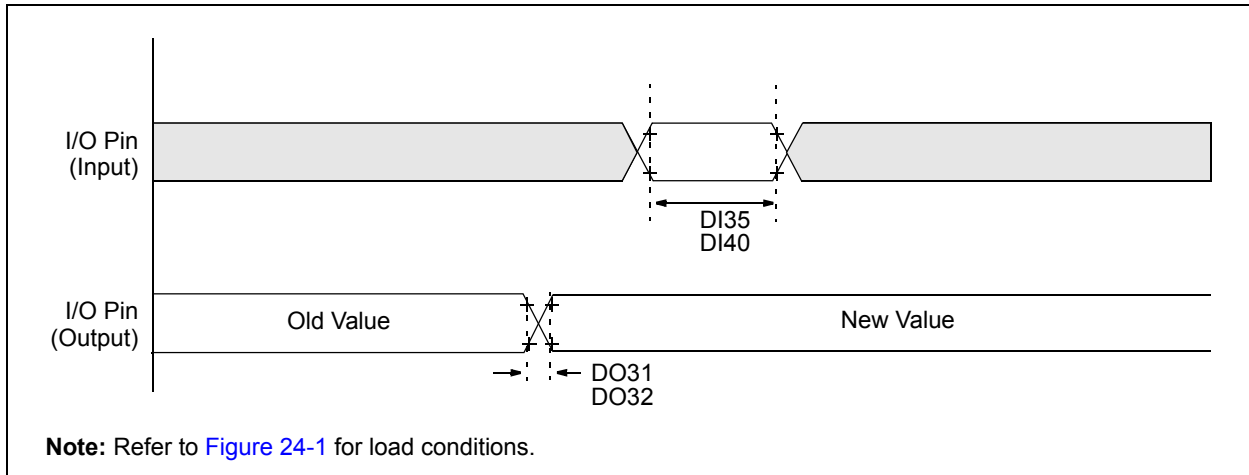 I/O Pin
(Input)
DI35
DI40
I/O Pin
(Output)
Old Value
New Value
DO31
DO32
Note: Refer to Figure 24-1 for load conditions.